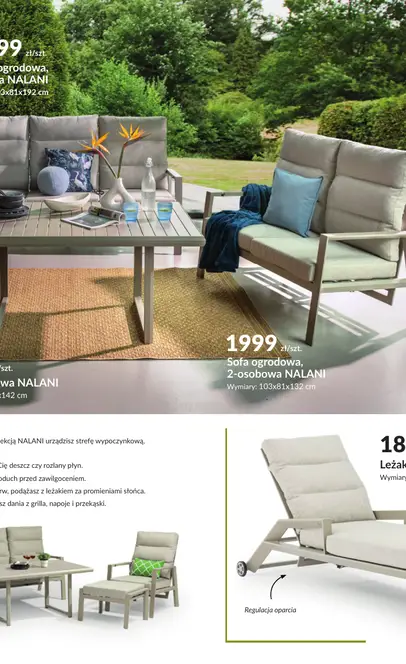 99 zł/szt.
ogrodowa,
a NALANI
3x81x192 cm
1999 zł/szt.
Sofa ogrodowa,
2-osobowa NALANI
Wymiary: 103x81x132 cm
/szt.
wa NALANI
x142 cm
ekcją NALANI urządzisz strefę wypoczynkową,
Cię deszcz czy rozlany płyn.
oduch przed zawilgoceniem.
rw, podążasz z leżakiem za promieniami słońca.
sz dania z grilla, napoje i przekąski.
18
Leżak
Wymiary
Regulacja oparcia